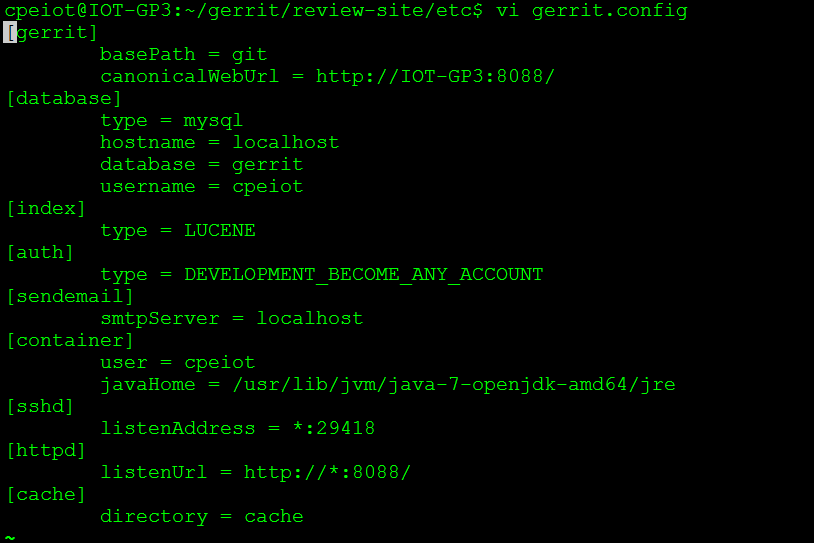 cpeiot@IOT-GP3:~/gerrit/review-site/etc$ vi gerrit.config
[gerrit]
        basePath = git
        canonicalWebUrl = http://IOT-GP3:8088/
[database]
        type = mysql
        hostname = localhost
        database = gerrit
        username = cpeiot
[index]
        type = LUCENE
[auth]
        type = DEVELOPMENT_BECOME_ANY_ACCOUNT
[sendemail]
        smtpServer = localhost
[container]
        user = cpeiot
        javaHome = /usr/lib/jvm/java-7-openjdk-amd64/jre
[sshd]
        listenAddress = *:29418
[httpd]
        listenUrl = http://*:8088/
[cache]
        directory = cache
~